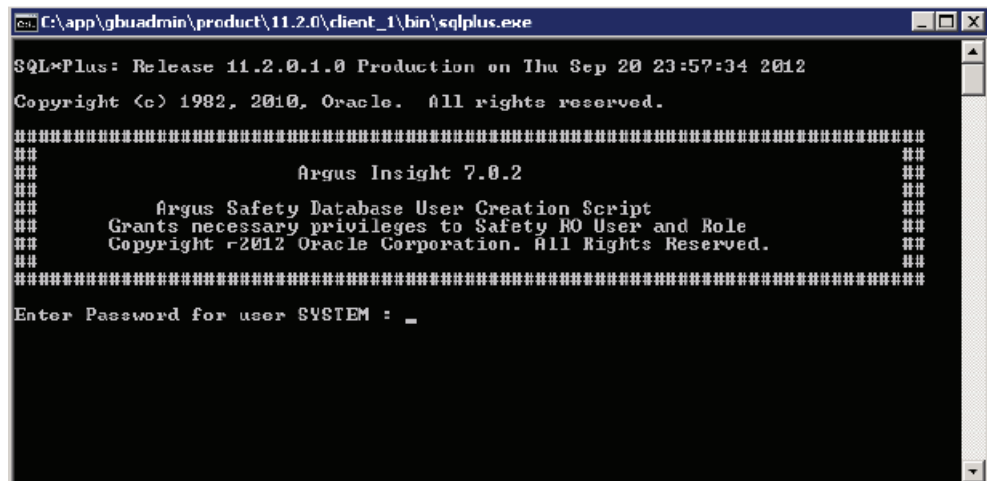 C:\app\gbuadmin\product\11.2.0\client_1\bin\sqlplus.exe
SQL*Plus: Release 11.2.0.1.0 Production on Thu Sep 20 23:57:34 2012
Copyright (c) 1982, 2010, Oracle.  All rights reserved.
#############################################################################
##                                                                         ##
##                      Argus Insight 7.0.2                                ##
##                                                                         ##
##          Argus Safety Database User Creation Script                     ##
##      Grants necessary privileges to Safety RO User and Role             ##
##      Copyright ⌐2012 Oracle Corporation. All Rights Reserved.           ##
##                                                                         ##
#############################################################################
Enter Password for user SYSTEM : _